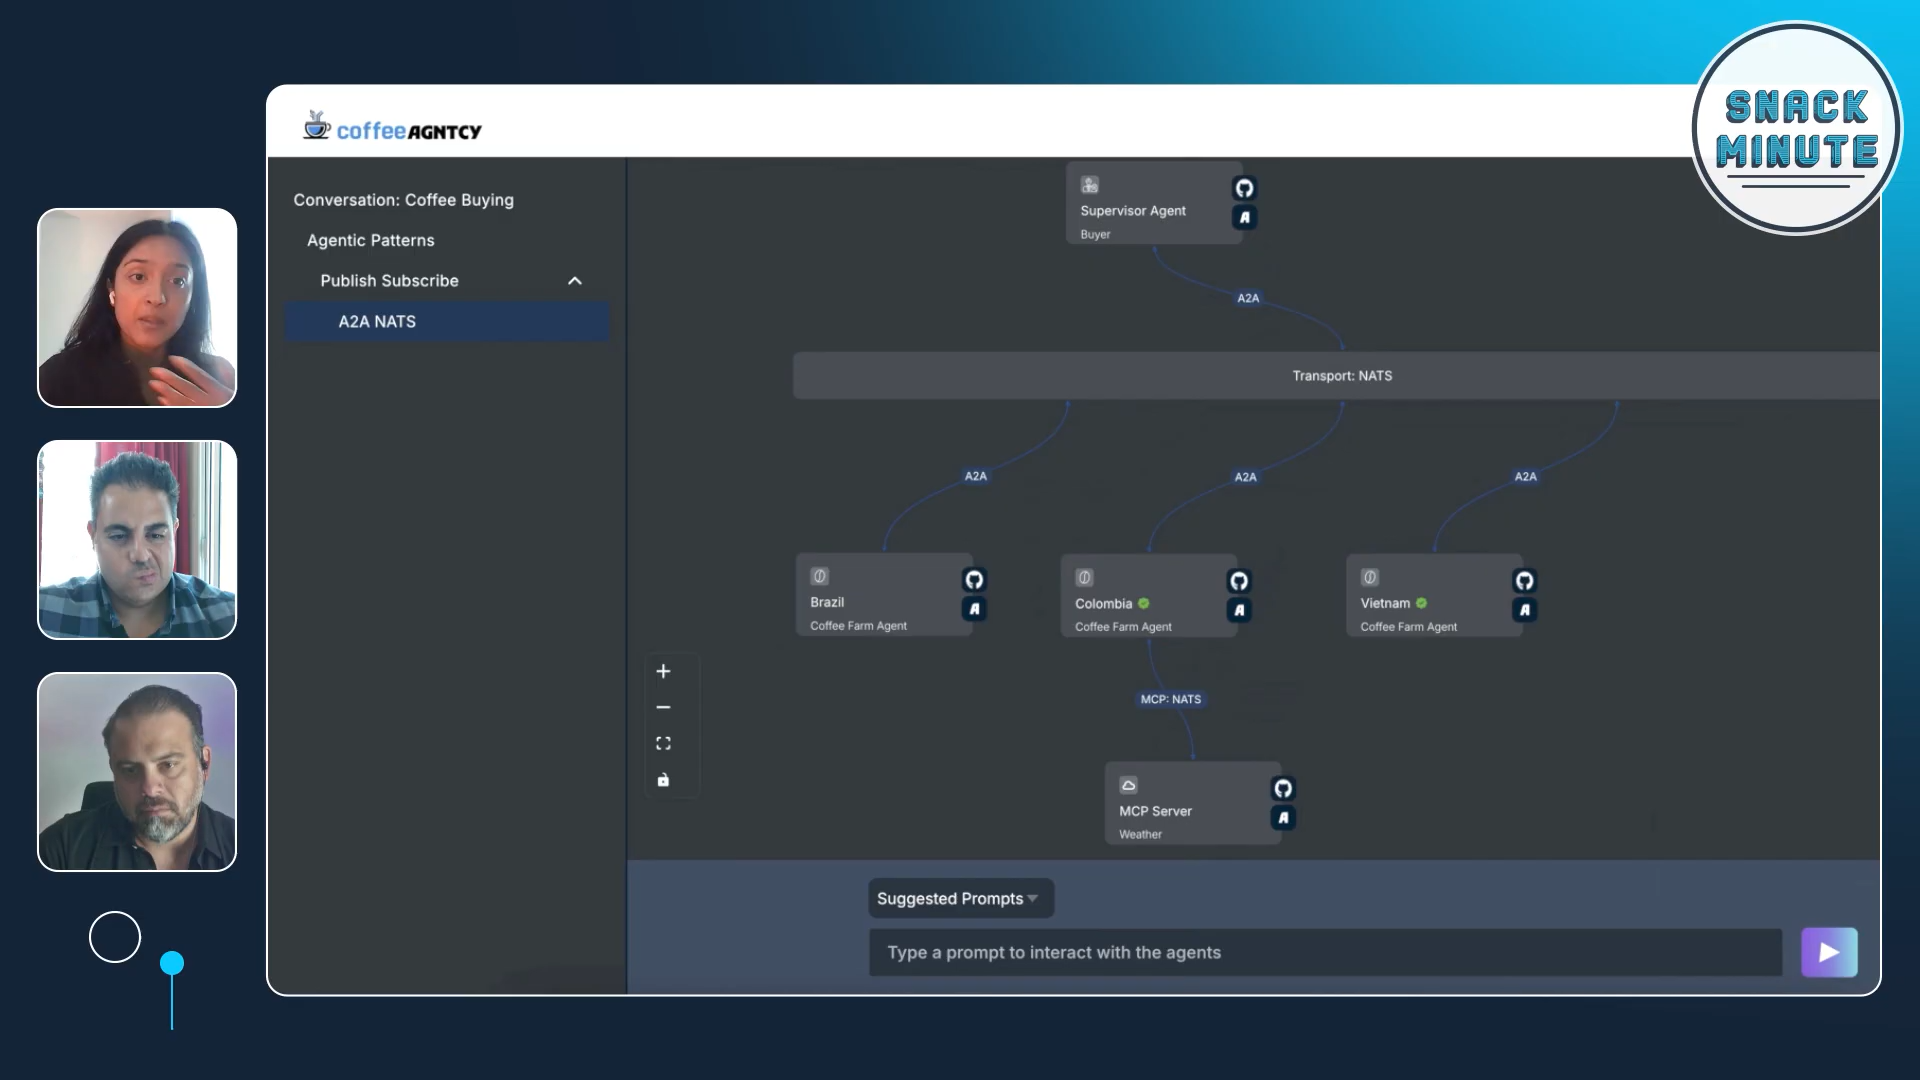 SNACK
MINUTE
coffeeAGNTCY
Conversation: Coffee Buying
Agentic Patterns
Publish Subscribe
A2A NATS
Supervisor Agent
Buyer
A2A
Transport: NATS
A2A
A2A
A2A
Brazil
Coffee Farm Agent
Colombia
Coffee Farm Agent
Vietnam
Coffee Farm Agent
MCP: NATS
MCP Server
Weather
Suggested Prompts
Type a prompt to interact with the agents